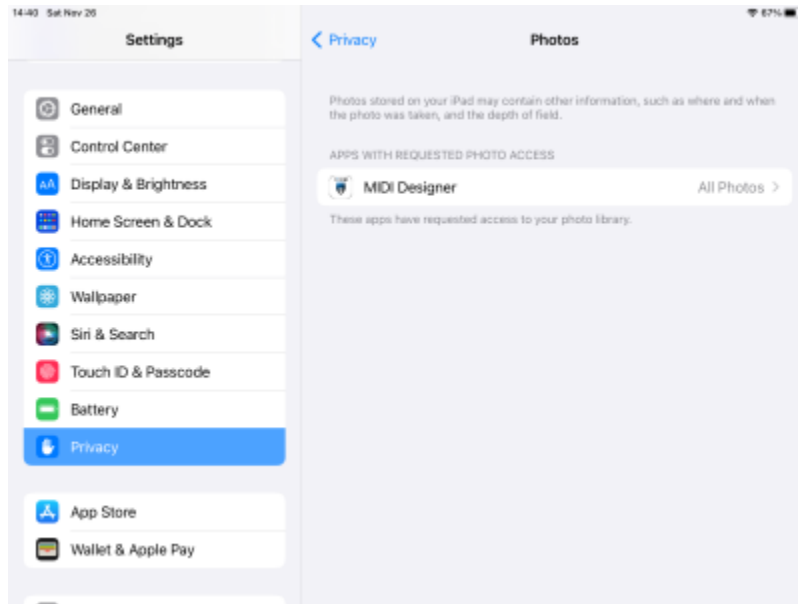 14:40 Sat Nov 26
67%
Settings
General
Control Center
AA Display & Brightness
Home Screen & Dock
Accessibility
Wallpaper
Siri & Search
Touch ID & Passcode
Battery
Privacy
App Store
Wallet & Apple Pay
Privacy
Photos
Photos stored on your iPad may contain other information, such as where and when
the photo was taken, and the depth of field.
APPS WITH REQUESTED PHOTO ACCESS
MIDI Designer All Photos
These apps have requested access to your photo library.